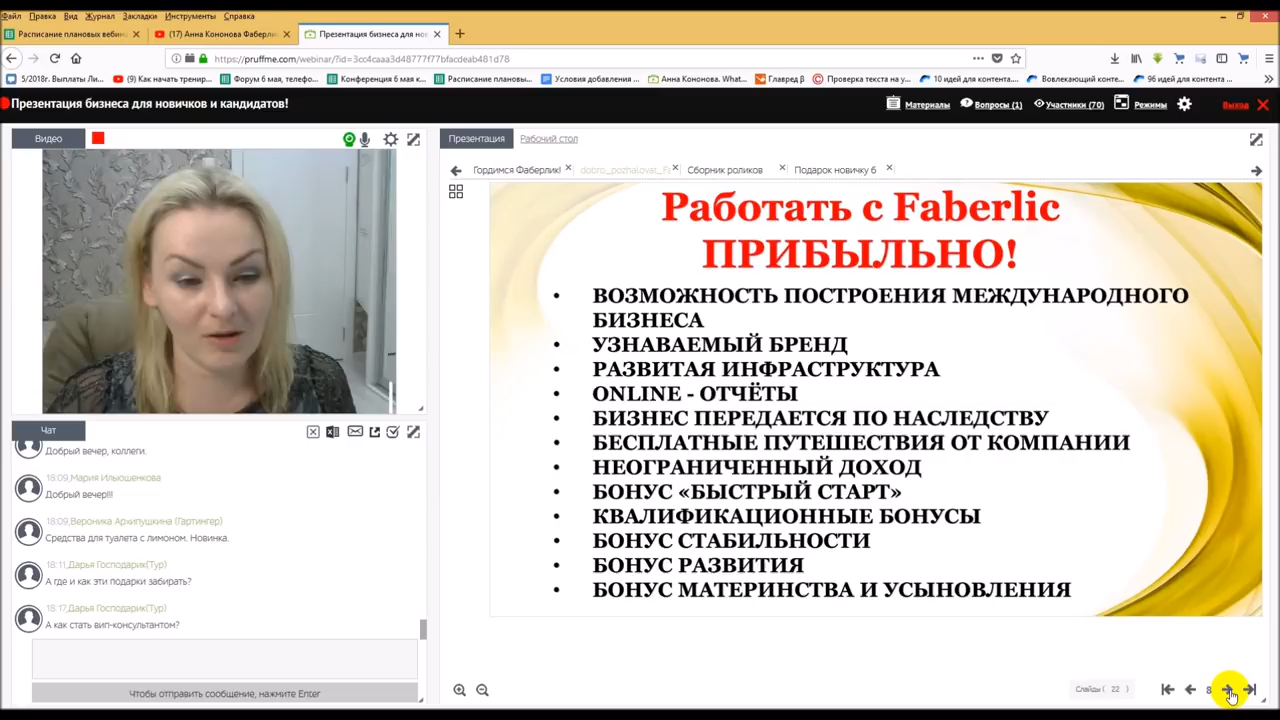 Файл Правка Вид Журнал Закладки Инструменты Справка
Расписание плановых вебин
(17) Анна Кононова Фаберли
Презентация бизнеса для нов
https://pruffme.com/webinar/?id=3cc4caaa3d48777f77bfacdeab481d78
5/2018г. Выплаты Ли...
(9) Как начать тренир...
Форум 6 мая, телефо...
Конференция 6 мая к...
Расписание плановы...
Условия добавления ...
Анна Кононова. What...
Главред β
Проверка текста на у...
10 идей для контента....
Вовлекающий контен...
96 идей для контента ...
Презентация бизнеса для новичков и кандидатов!
Материалы
Вопросы (1)
Участники (70)
Режимы
Выход
Видео
Презентация
Рабочий стол
Гордимся Фаберлик!
dobro_pozhalovat_Fa
Сборник роликов
Подарок новичку 6
Работать с Faberlic
ПРИБЫЛЬНО!
• ВОЗМОЖНОСТЬ ПОСТРОЕНИЯ МЕЖДУНАРОДНОГО
БИЗНЕСА
• УЗНАВАЕМЫЙ БРЕНД
• РАЗВИТАЯ ИНФРАСТРУКТУРА
• ONLINE - ОТЧЁТЫ
• БИЗНЕС ПЕРЕДАЕТСЯ ПО НАСЛЕДСТВУ
• БЕСПЛАТНЫЕ ПУТЕШЕСТВИЯ ОТ КОМПАНИИ
• НЕОГРАНИЧЕННЫЙ ДОХОД
• БОНУС «БЫСТРЫЙ СТАРТ»
• КВАЛИФИКАЦИОННЫЕ БОНУСЫ
• БОНУС СТАБИЛЬНОСТИ
• БОНУС РАЗВИТИЯ
• БОНУС МАТЕРИНСТВА И УСЫНОВЛЕНИЯ
Чат
Добрый вечер, коллеги.
18:09, Мария Ильюшенкова
Добрый вечер!!!
18:09, Вероника Архипушкина (Гартингер)
Средства для туалета с лимоном. Новинка.
18:11, Дарья Господарик(Тур)
А где и как эти подарки забирать?
18:17, Дарья Господарик(Тур)
А как стать вип-консультантом?
Чтобы отправить сообщение, нажмите Enter
Слайды ( 22 )
8